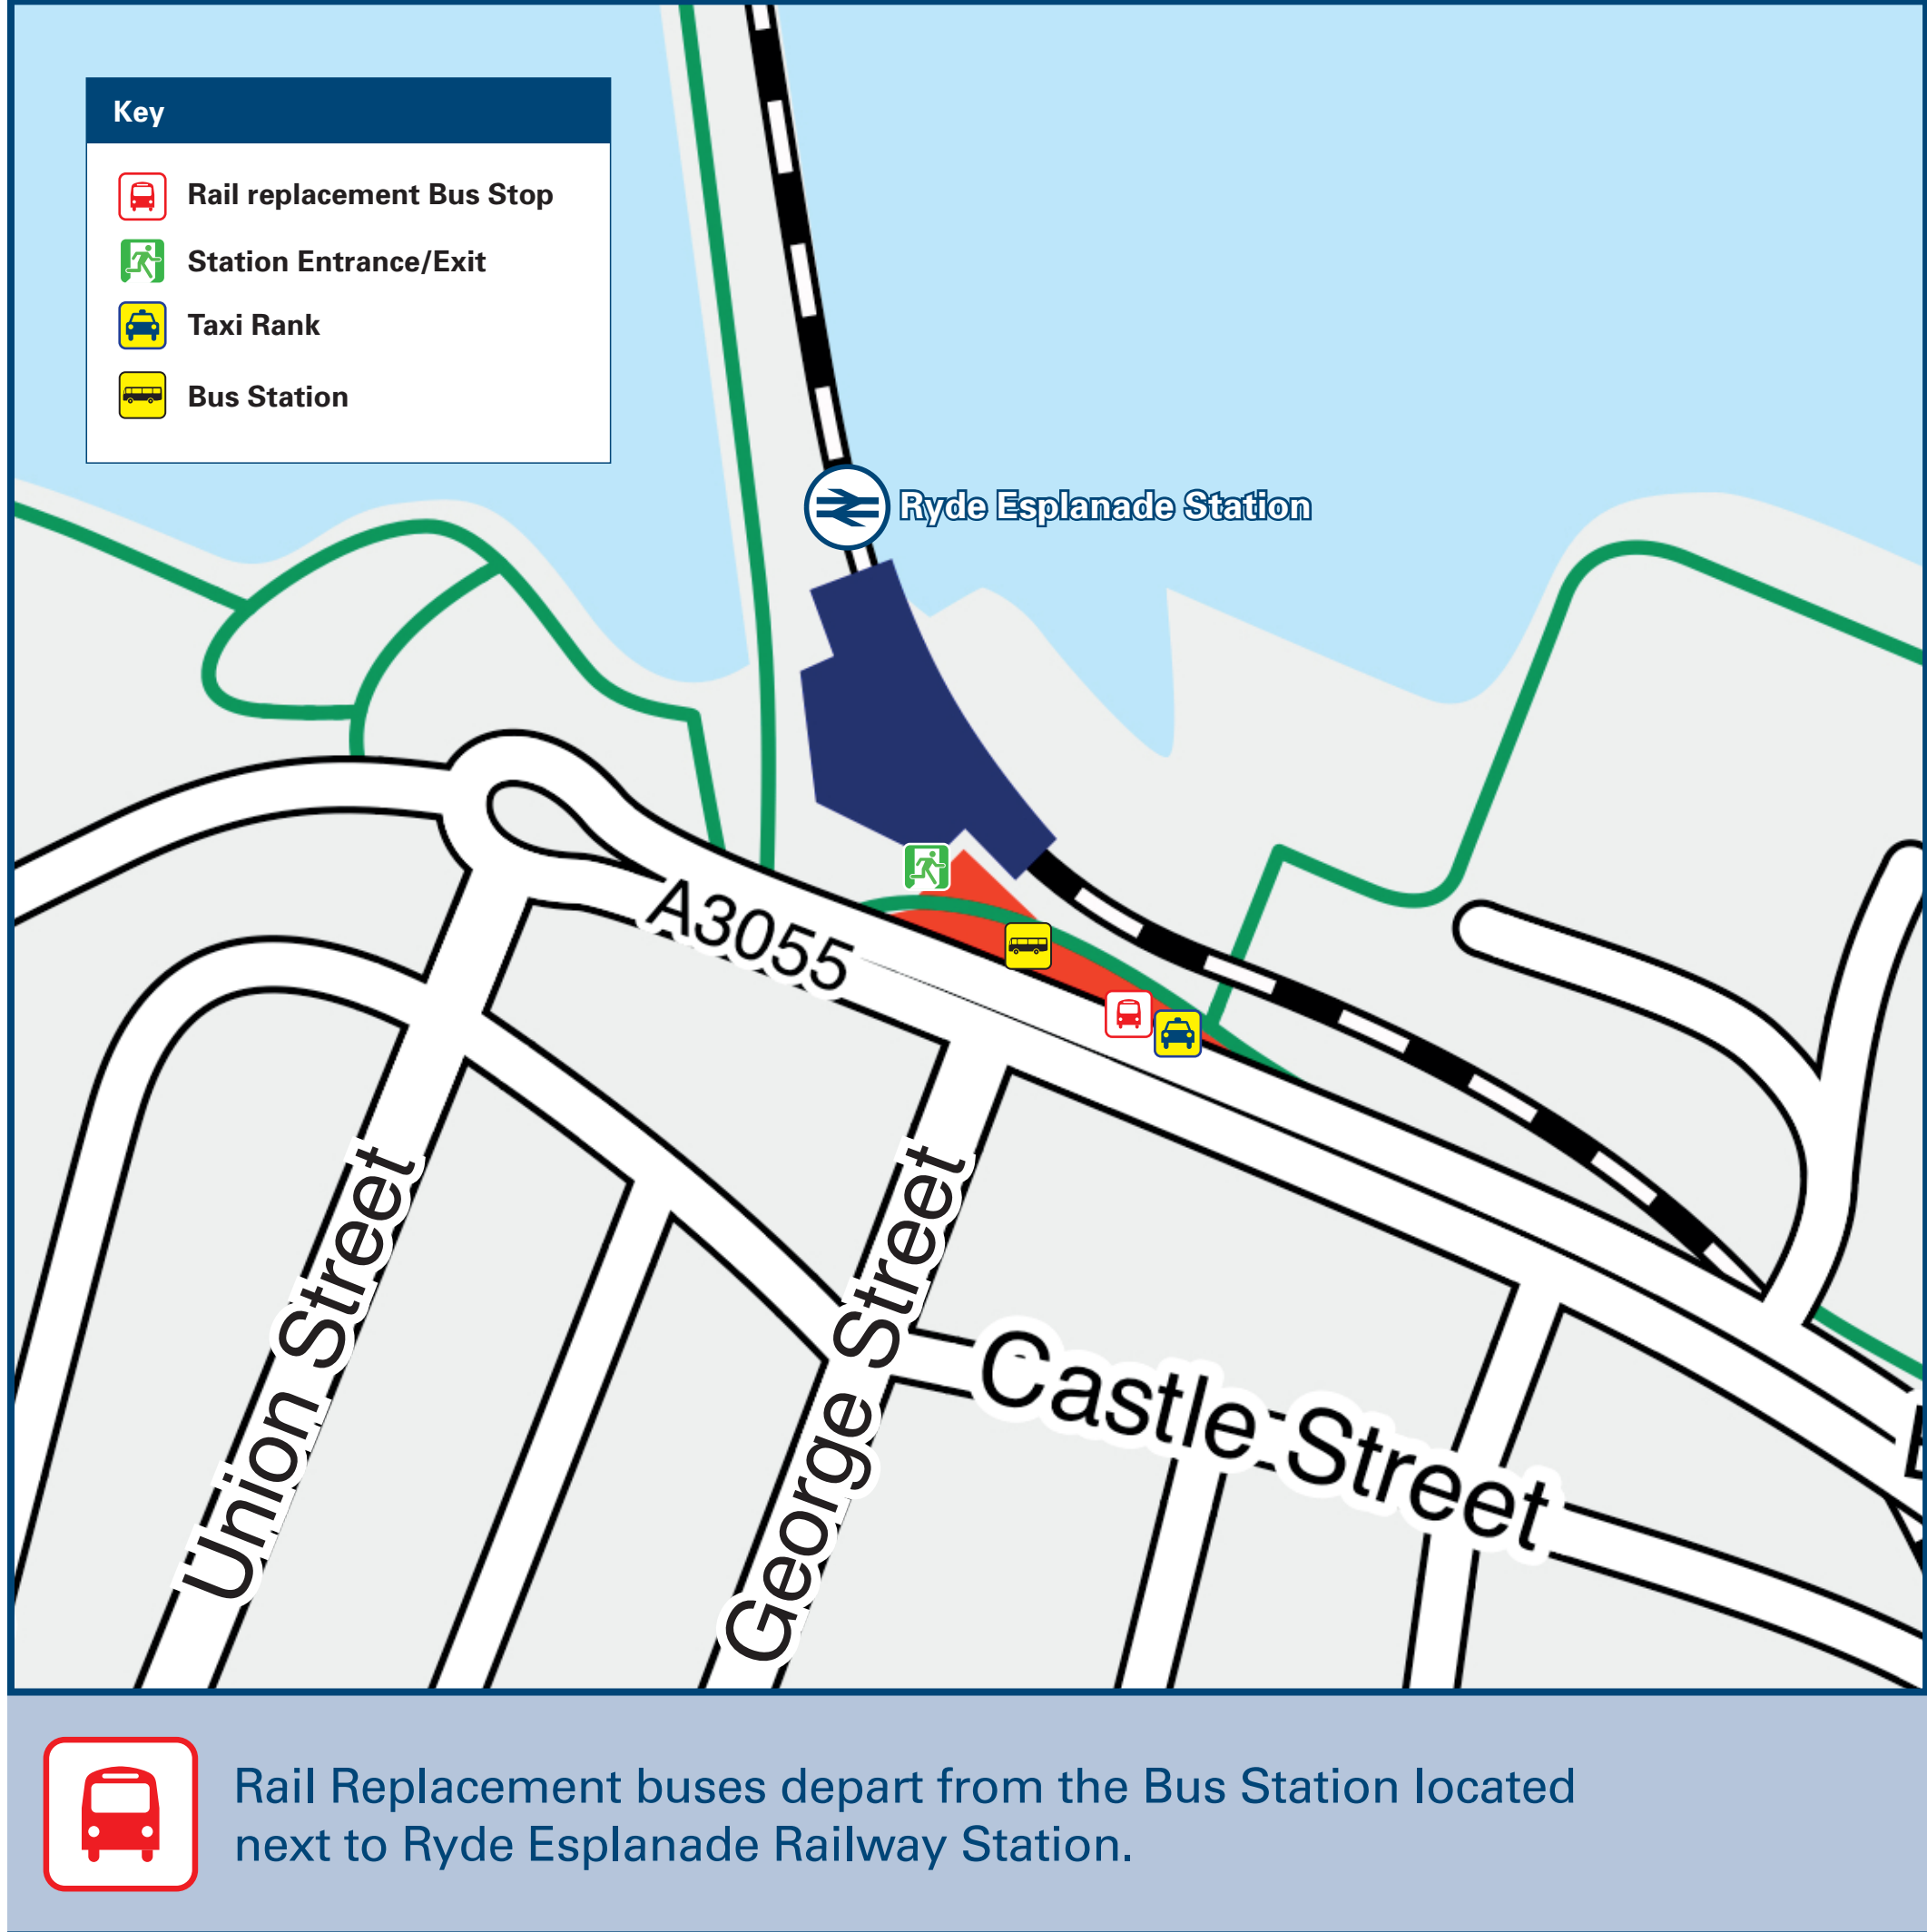 Key
Rail replacement Bus Stop
Station Entrance/Exit
Taxi Rank
Bus Station
Ryde Esplanade Station
A3055
Union Street
George Street
Castle Street
Rail Replacement buses depart from the Bus Station located
next to Ryde Esplanade Railway Station.